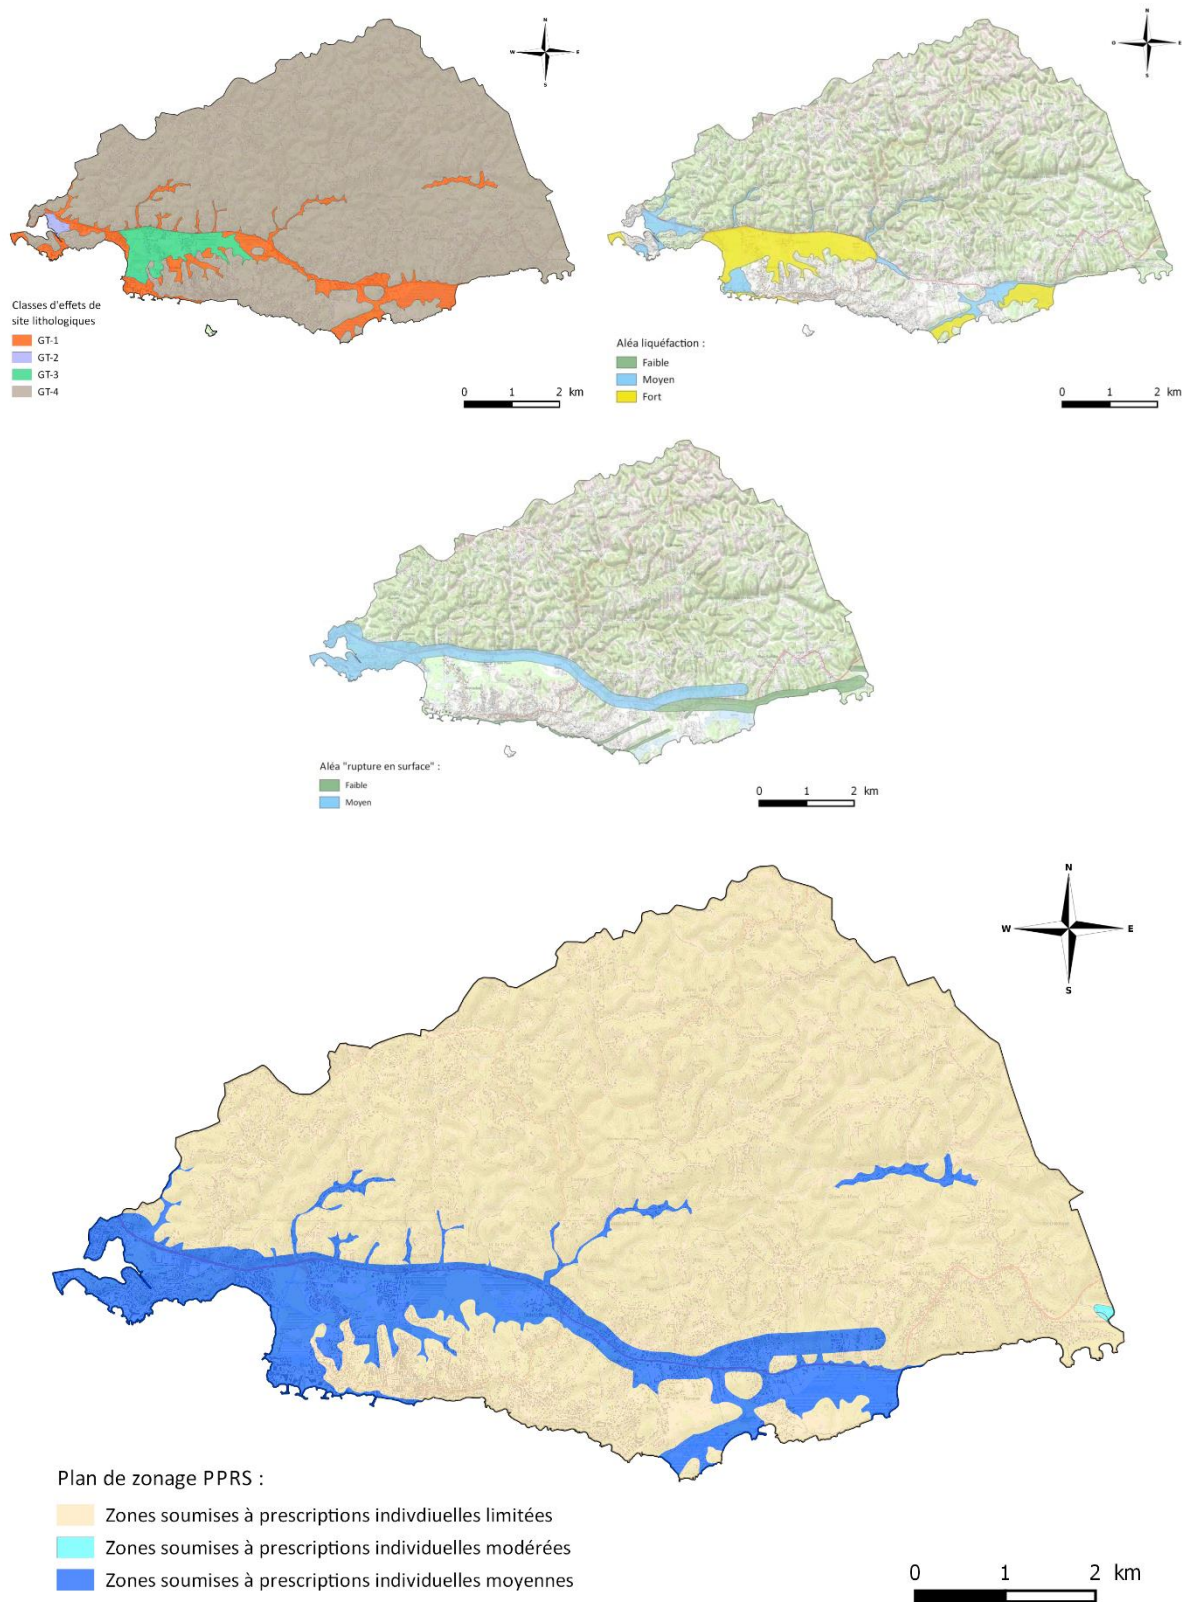 N
W E
S
Classes d'effets de
site lithologiques
GT-1
GT-2
GT-3
GT-4
0 1 2 km
N
O E
S
Aléa liquéfaction :
Faible
Moyen
Fort
0 1 2 km
Aléa "rupture en surface" :
Faible
Moyen
0 1 2 km
N
W E
S
Plan de zonage PPRS :
Zones soumises à prescriptions indivdiuelles limitées
Zones soumises à prescriptions individuelles modérées
Zones soumises à prescriptions individuelles moyennes
0 1 2 km